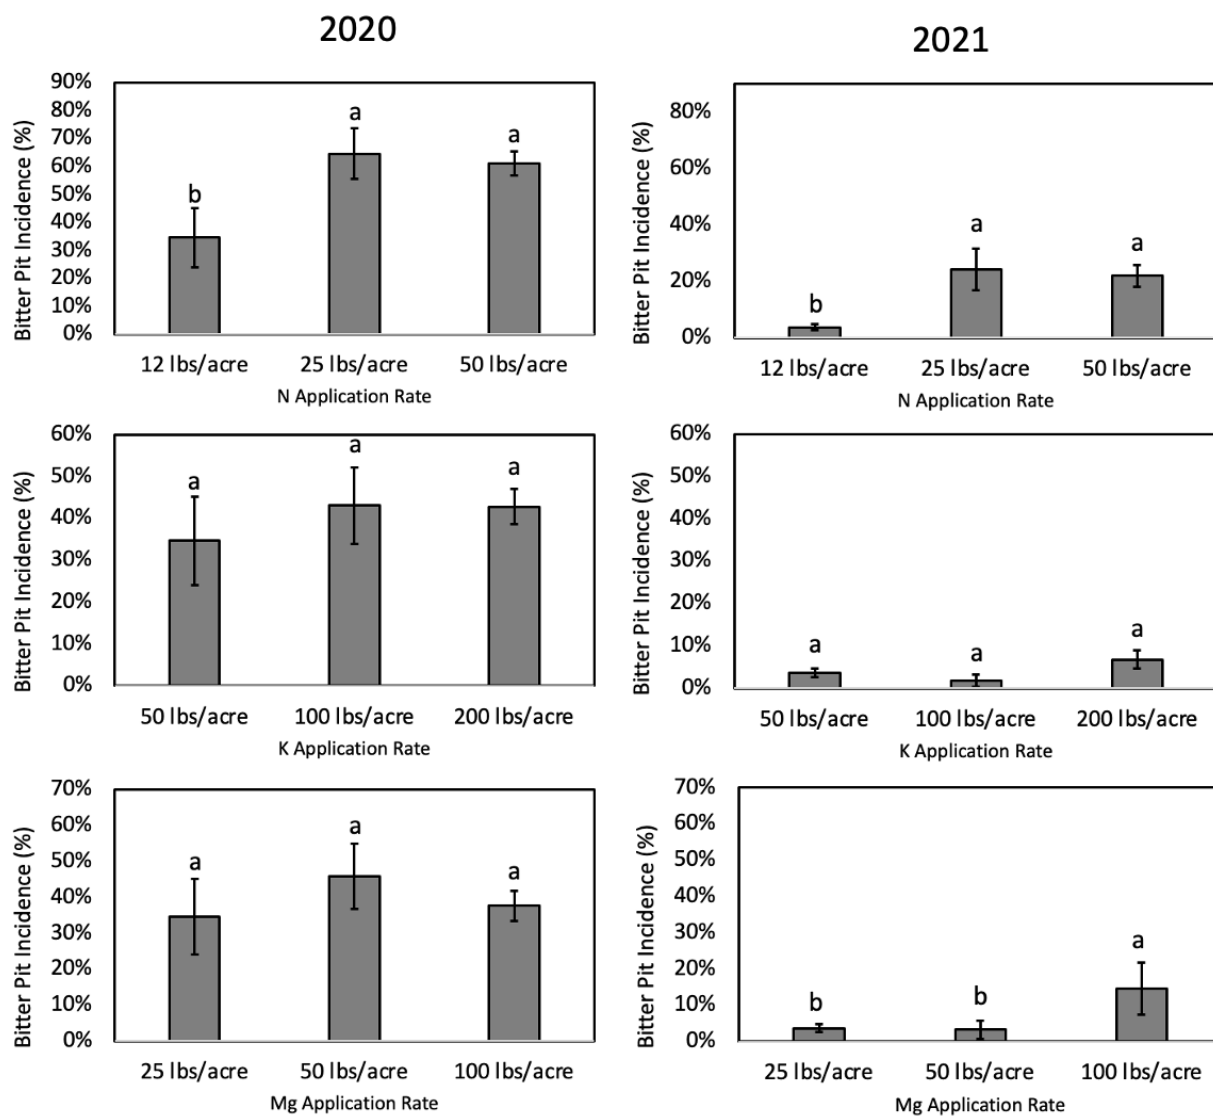 2020
2021
Bitter Pit Incidence (%)
90%
80%
70%
60%
50%
40%
30%
20%
10%
0%
b
a
a
12 lbs/acre 25 lbs/acre 50 lbs/acre
N Application Rate
Bitter Pit Incidence (%)
80%
60%
40%
20%
0%
b
a
a
12 lbs/acre 25 lbs/acre 50 lbs/acre
N Application Rate
Bitter Pit Incidence (%)
60%
50%
40%
30%
20%
10%
0%
a
a
a
50 lbs/acre 100 lbs/acre 200 lbs/acre
K Application Rate
Bitter Pit Incidence (%)
60%
50%
40%
30%
20%
10%
0%
a
a
a
50 lbs/acre 100 lbs/acre 200 lbs/acre
K Application Rate
Bitter Pit Incidence (%)
70%
60%
50%
40%
30%
20%
10%
0%
a
a
a
25 lbs/acre 50 lbs/acre 100 lbs/acre
Mg Application Rate
Bitter Pit Incidence (%)
70%
60%
50%
40%
30%
20%
10%
0%
b
b
a
25 lbs/acre 50 lbs/acre 100 lbs/acre
Mg Application Rate